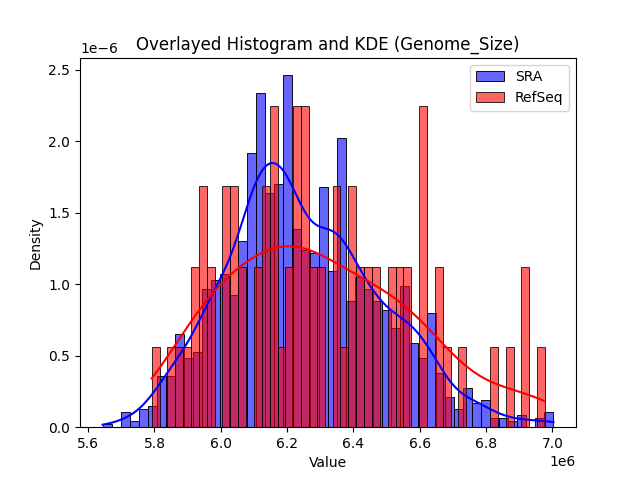 Overlayed Histogram and KDE (Genome_Size)
1e−6
SRA
RefSeq
2.5
2.0
1.5
1.0
0.5
0.0
Density
5.6 5.8 6.0 6.2 6.4 6.6 6.8 7.0
Value
1e6